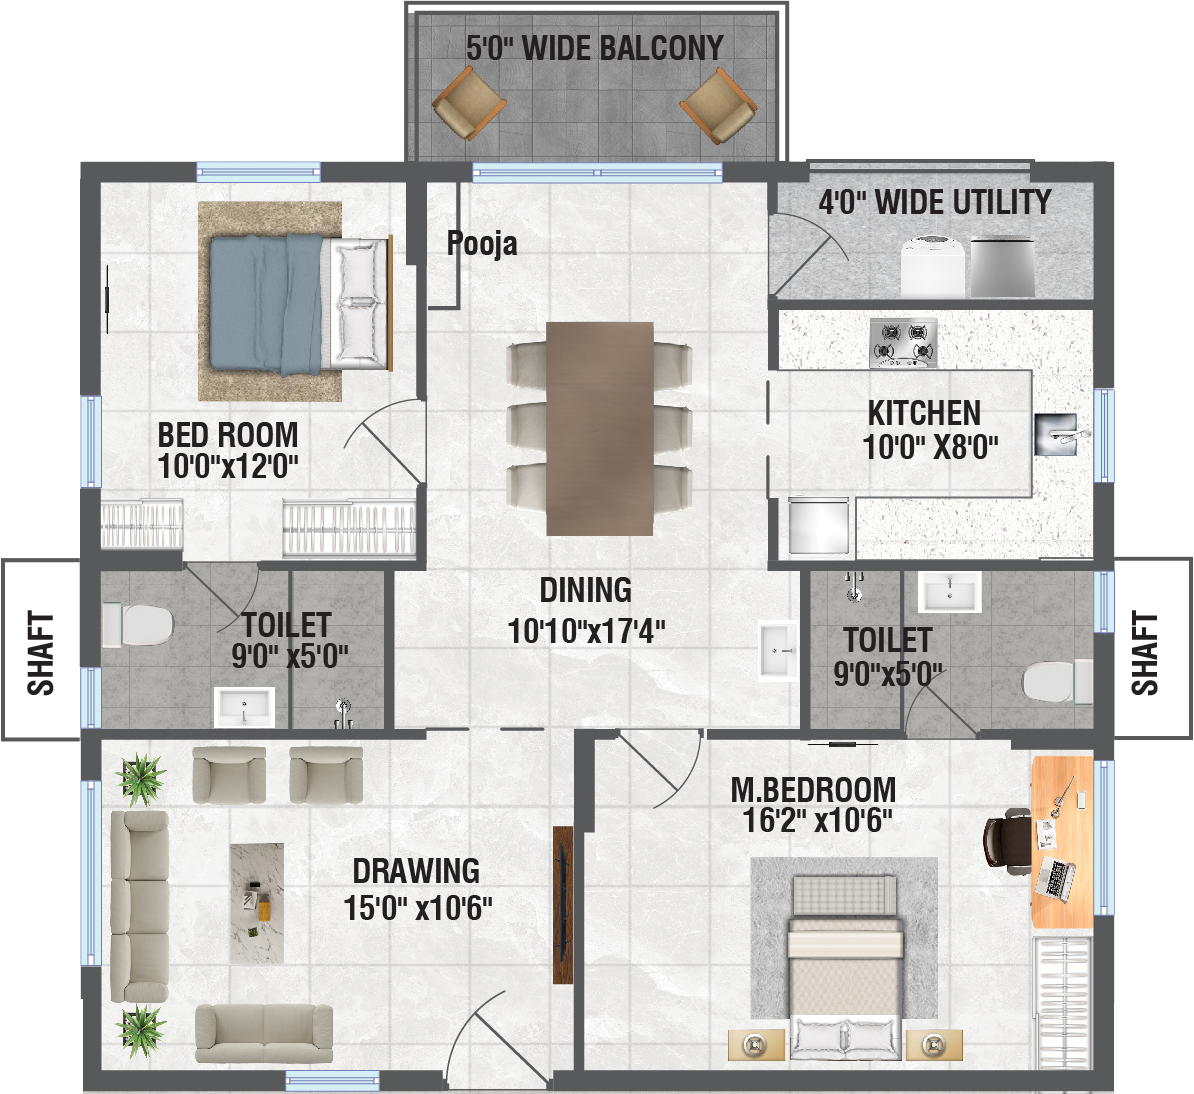 5'0" WIDE BALCONY
4'0" WIDE UTILITY
Pooja
KITCHEN
10'0" X8'0"
BED ROOM
10'0"x12'0"
DINING
10'10"x17'4"
SHAFT
TOILET
9'0" x5'0"
TOILET
9'0"x5'0"
SHAFT
M.BEDROOM
16'2" x10'6"
DRAWING
15'0" x10'6"